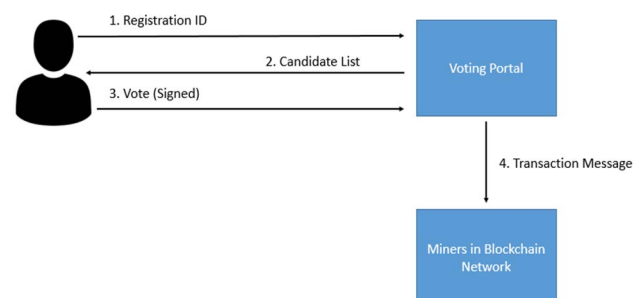 1. Registration ID
2. Candidate List
Voting Portal
3. Vote (Signed)
4. Transaction Message
Miners in Blockchain
Network